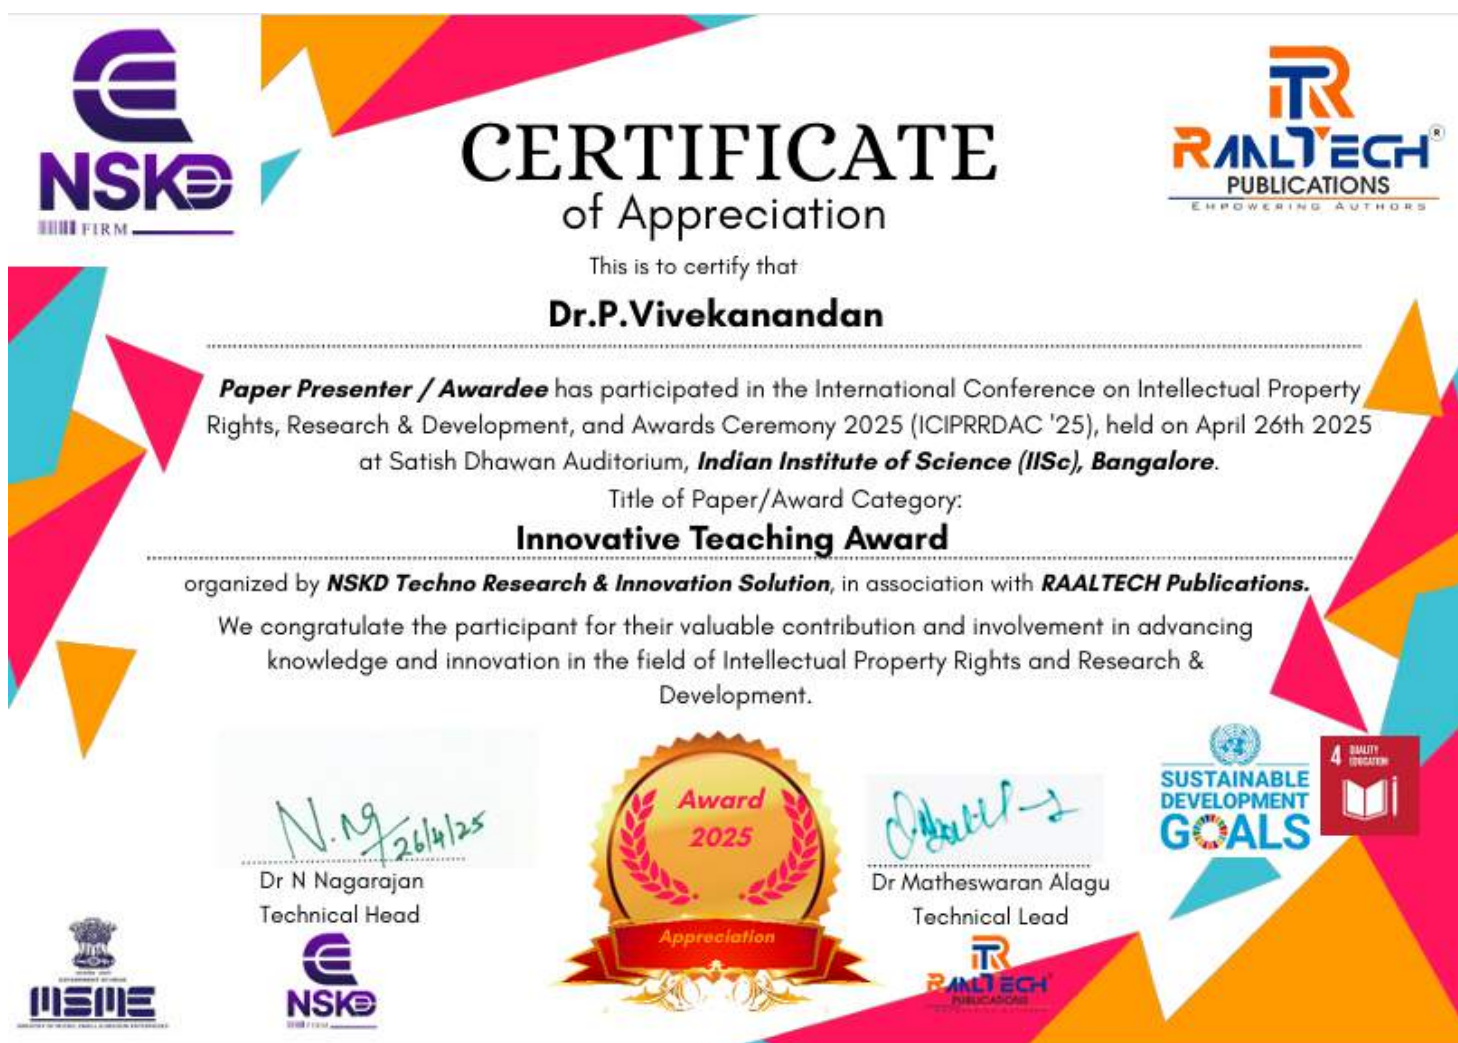 NSKD
FIRM
RAALTECH®
PUBLICATIONS
EMPOWERING AUTHORS
CERTIFICATE
of Appreciation
This is to certify that
Dr.P.Vivekanandan
Paper Presenter / Awardee has participated in the International Conference on Intellectual Property
Rights, Research & Development, and Awards Ceremony 2025 (ICIPRRDAC '25), held on April 26th 2025
at Satish Dhawan Auditorium, Indian Institute of Science (IISc), Bangalore.
Title of Paper/Award Category:
Innovative Teaching Award
organized by NSKD Techno Research & Innovation Solution, in association with RAALTECH Publications.
We congratulate the participant for their valuable contribution and involvement in advancing
knowledge and innovation in the field of Intellectual Property Rights and Research &
Development.
26/4/25
Dr N Nagarajan
Technical Head
Award
2025
Appreciation
Dr Matheswaran Alagu
Technical Lead
SUSTAINABLE
DEVELOPMENT
GOALS
4 QUALITY
EDUCATION
MSME
NSKD
FIRM
RAALTECH
PUBLICATIONS
EMPOWERING AUTHORS